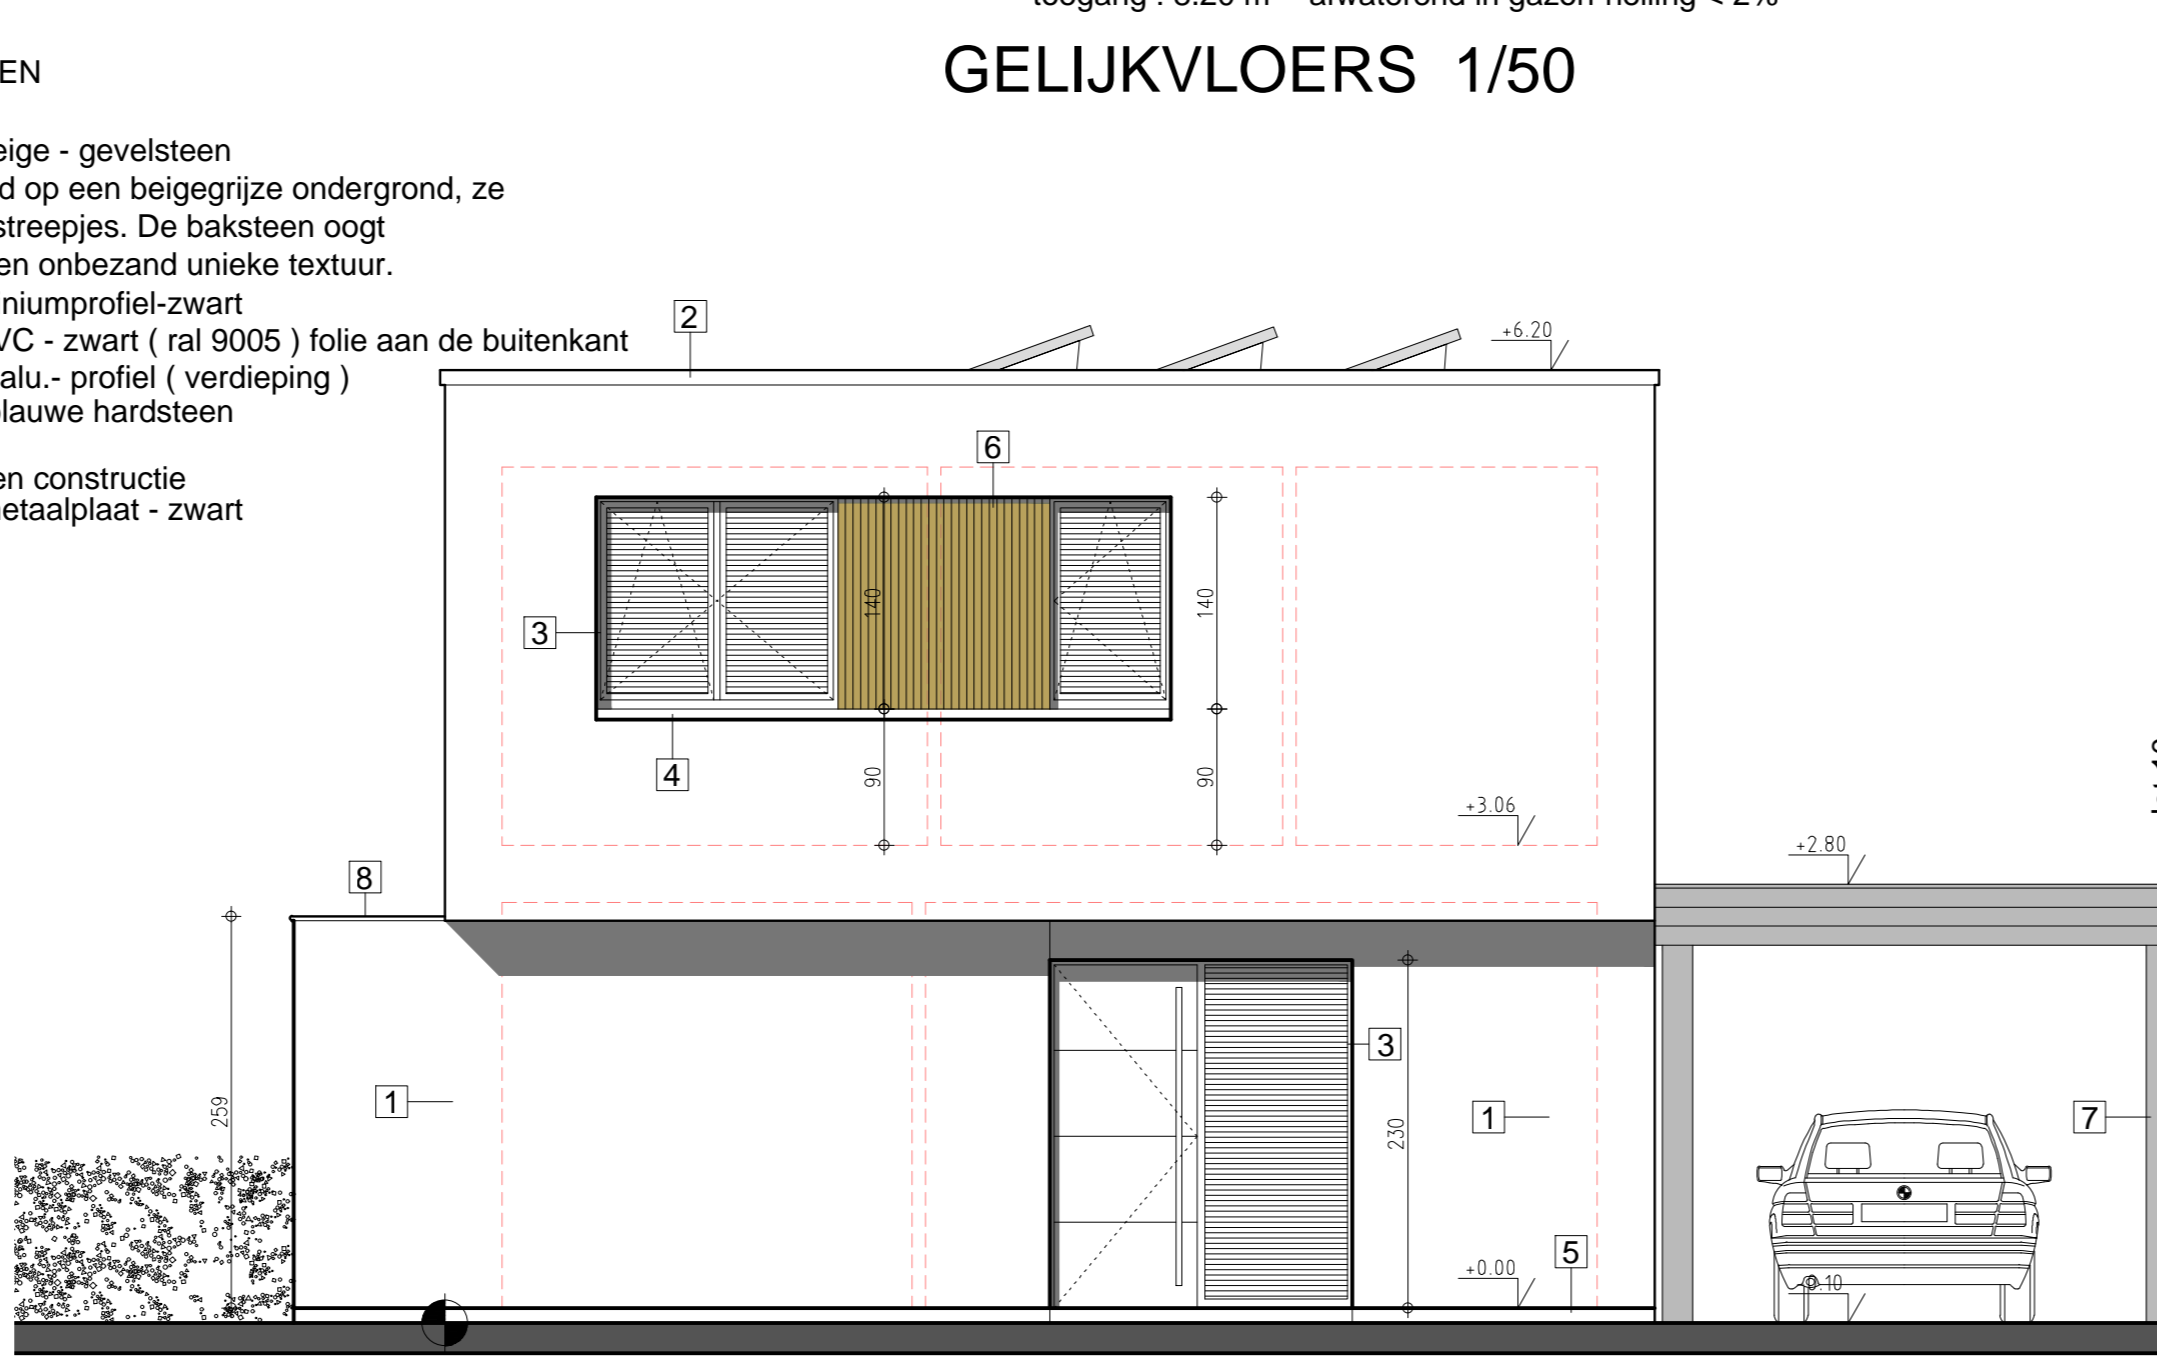 GELIJKVLOERS 1/50
EN
eige - gevelsteen
d op een beigegrijze ondergrond, ze
streepjes. De baksteen oogt
en onbezand unieke textuur.
iniumprofiel-zwart
VC - zwart ( ral 9005 ) folie aan de buitenkant
alu.- profiel ( verdieping )
blauwe hardsteen
en constructie
netaalplaat - zwart
2
+6.20
6
3
140
140
4
90
90
+3.06
+2.80
8
259
1
3
230
1
7
5
+0.00